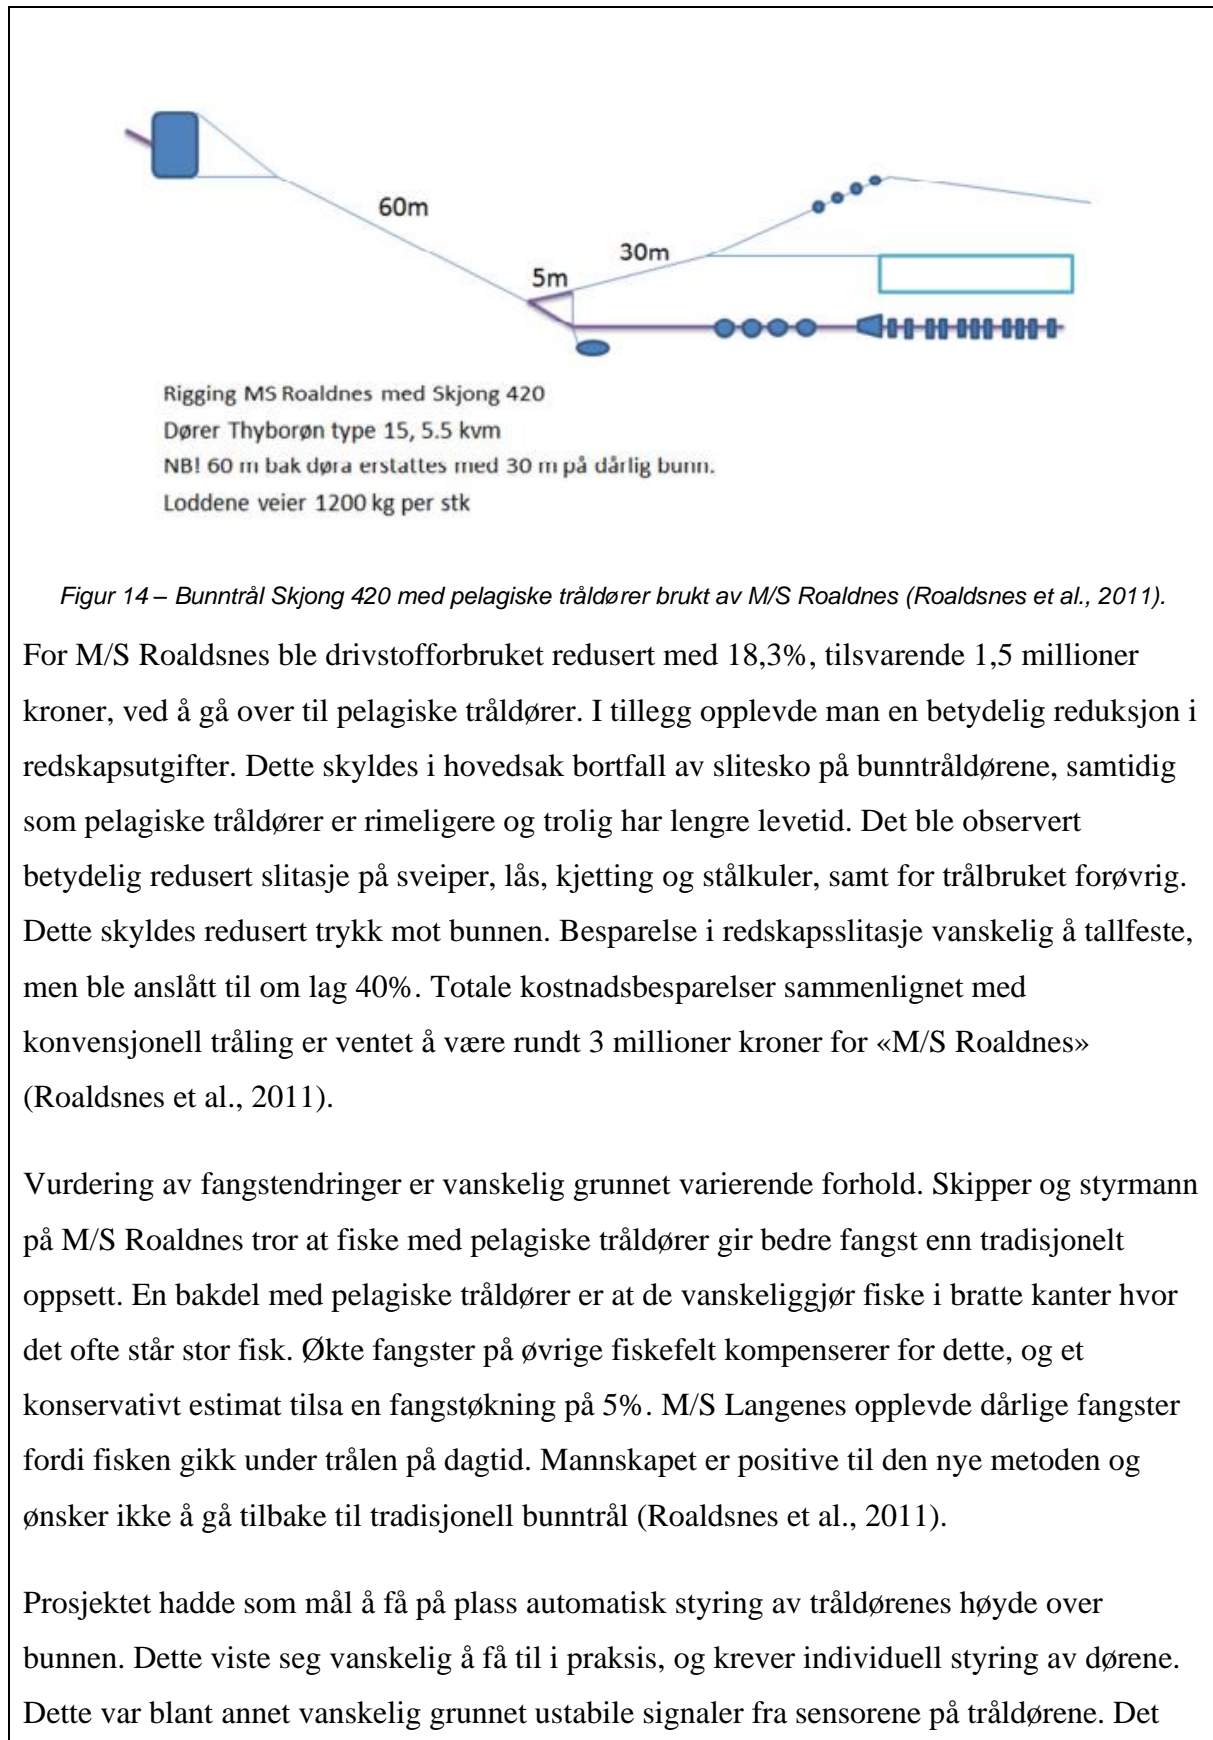 60m
30m
5m
Rigging MS Roaldnes med Skjong 420
Dører Thyborøn type 15, 5.5 kvm
NB! 60 m bak døra erstattes med 30 m på dårlig bunn.
Loddene veier 1200 kg per stk
Figur 14 – Bunntrål Skjong 420 med pelagiske tråldører brukt av M/S Roaldnes (Roaldsnes et al., 2011).
For M/S Roaldsnes ble drivstofforbruket redusert med 18,3%, tilsvarende 1,5 millioner
kroner, ved å gå over til pelagiske tråldører. I tillegg opplevde man en betydelig reduksjon i
redskapsutgifter. Dette skyldes i hovedsak bortfall av slitesko på bunntråldørene, samtidig
som pelagiske tråldører er rimeligere og trolig har lengre levetid. Det ble observert
betydelig redusert slitasje på sveiper, lås, kjetting og stålkuler, samt for trålbruket forøvrig.
Dette skyldes redusert trykk mot bunnen. Besparelse i redskapsslitasje vanskelig å tallfeste,
men ble anslått til om lag 40%. Totale kostnadsbesparelser sammenlignet med
konvensjonell tråling er ventet å være rundt 3 millioner kroner for «M/S Roaldnes»
(Roaldsnes et al., 2011).
Vurdering av fangstendringer er vanskelig grunnet varierende forhold. Skipper og styrmann
på M/S Roaldnes tror at fiske med pelagiske tråldører gir bedre fangst enn tradisjonelt
oppsett. En bakdel med pelagiske tråldører er at de vanskeliggjør fiske i bratte kanter hvor
det ofte står stor fisk. Økte fangster på øvrige fiskefelt kompenserer for dette, og et
konservativt estimat tilsa en fangstøkning på 5%. M/S Langenes opplevde dårlige fangster
fordi fisken gikk under trålen på dagtid. Mannskapet er positive til den nye metoden og
ønsker ikke å gå tilbake til tradisjonell bunntrål (Roaldsnes et al., 2011).
Prosjektet hadde som mål å få på plass automatisk styring av tråldørenes høyde over
bunnen. Dette viste seg vanskelig å få til i praksis, og krever individuell styring av dørene.
Dette var blant annet vanskelig grunnet ustabile signaler fra sensorene på tråldørene. Det